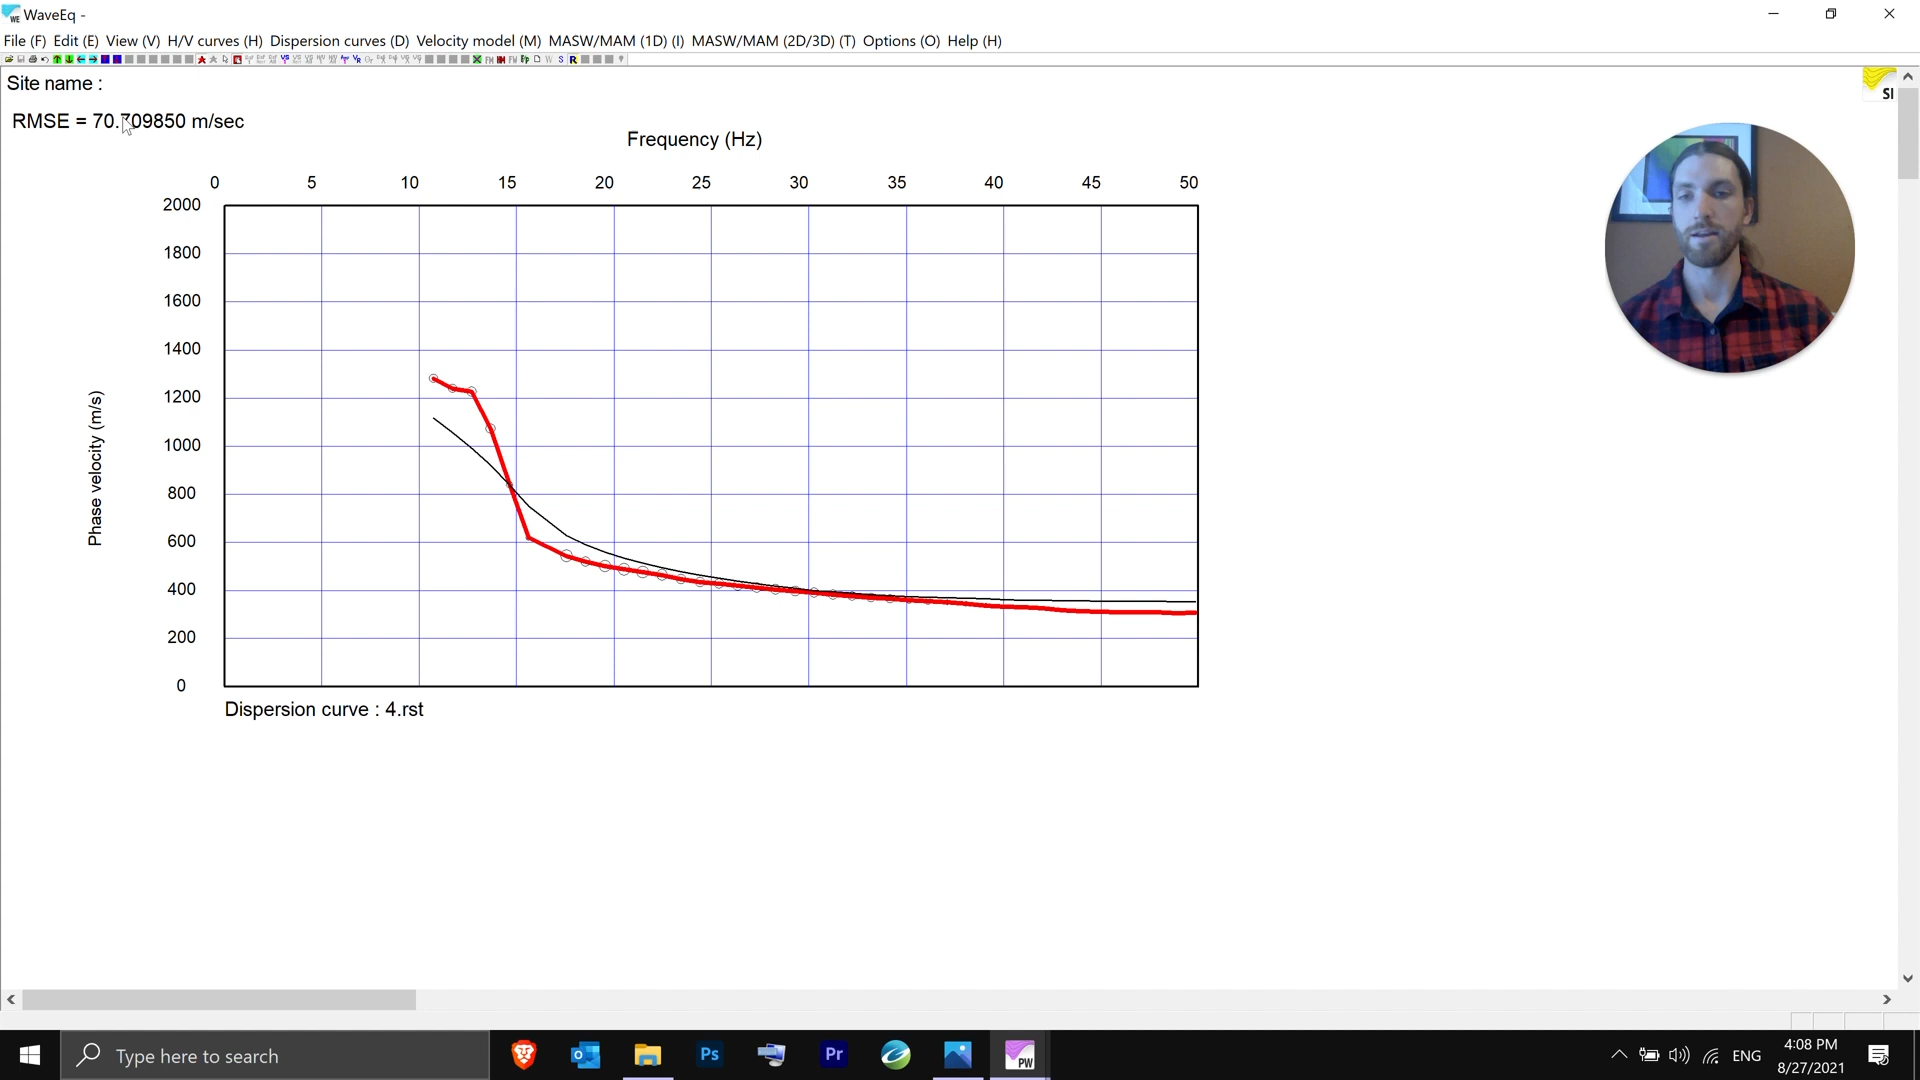 WaveEq -
File (F) Edit (E) View (V) H/V curves (H) Dispersion curves (D) Velocity model (M) MASW/MAM (1D) (I) MASW/MAM (2D/3D) (T) Options (O) Help (H)
Site name :
SI
RMSE = 70.709850 m/sec
Frequency (Hz)
0 5 10 15 20 25 30 35 40 45 50
2000
1800
1600
1400
1200
1000
800
600
400
200
0
Phase velocity (m/s)
Dispersion curve : 4.rst
Type here to search
Ps
Pr
PW
ENG
4:08 PM
8/27/2021